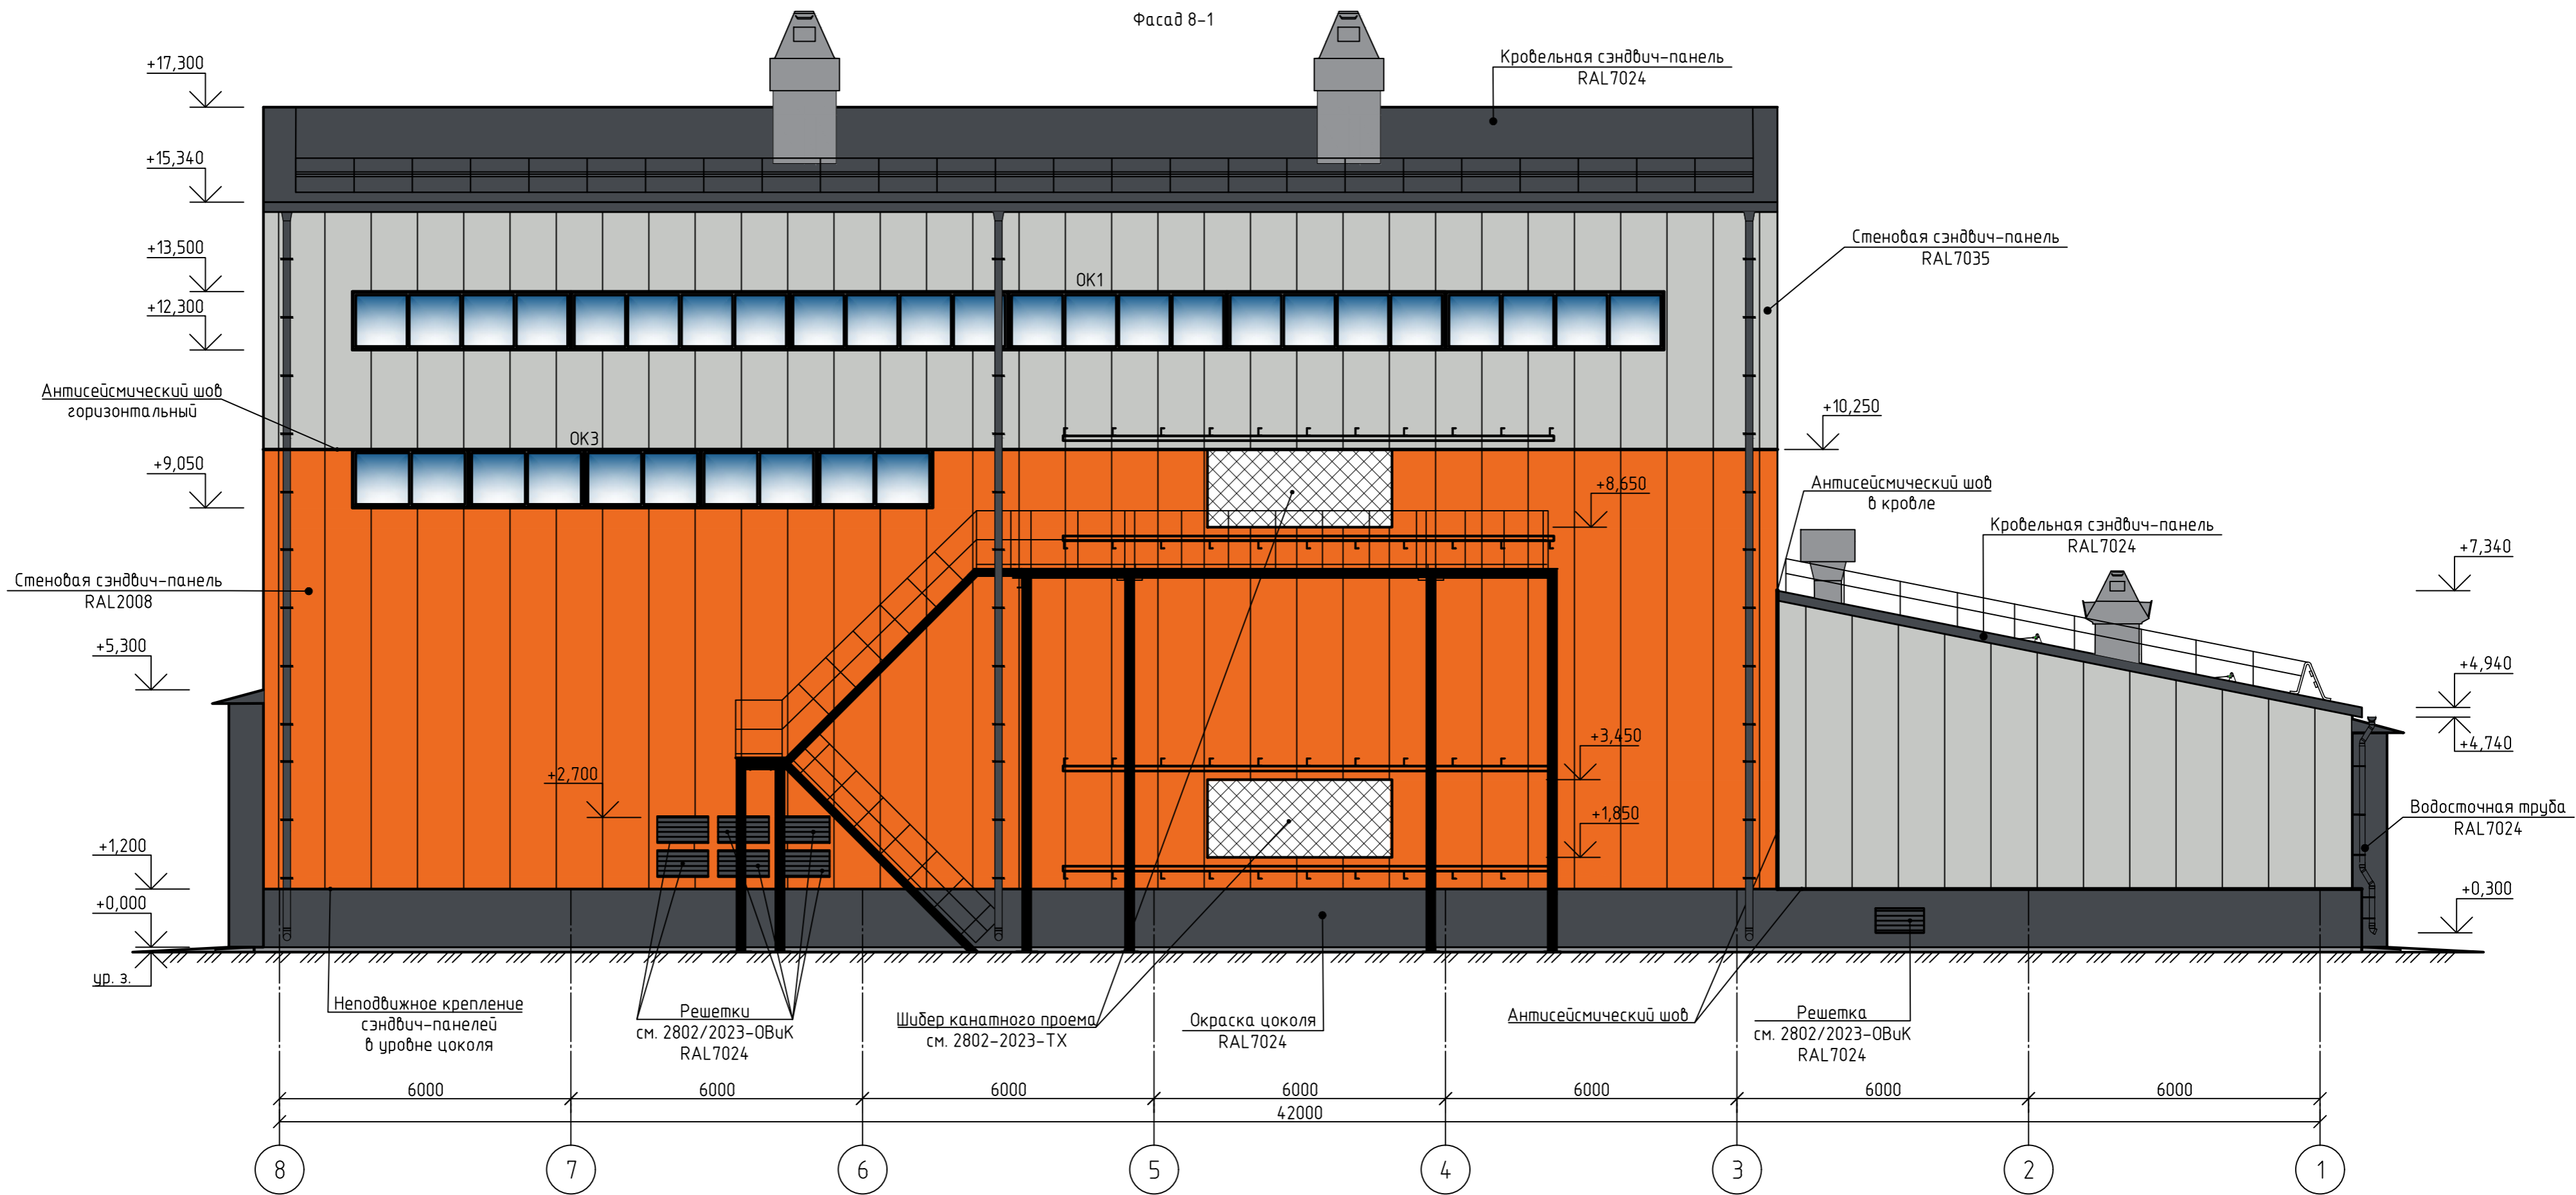 Фасад 8-1
+17,300
+15,340
+13,500
+12,300
Кровельная сэндвич-панель
RAL7024
Стеновая сэндвич-панель
RAL7035
ОК1
Антисейсмический шов
горизонтальный
ОК3
+10,250
+9,050
+8,650
Антисейсмический шов
в кровле
Кровельная сэндвич-панель
RAL7024
+7,340
Стеновая сэндвич-панель
RAL2008
+5,300
+4,940
+4,740
+3,450
+2,700
+1,850
Водосточная труба
RAL7024
+1,200
+0,000
+0,300
ур. з.
Неподвижное крепление
сэндвич-панелей
в уровне цоколя
Решетки
см. 2802/2023-ОВиК
RAL7024
Шибер канатного проема
см. 2802-2023-ТХ
Окраска цоколя
RAL7024
Антисейсмический шов
Решетка
см. 2802/2023-ОВиК
RAL7024
6000 6000 6000 6000 6000 6000 6000
42000
8 7 6 5 4 3 2 1